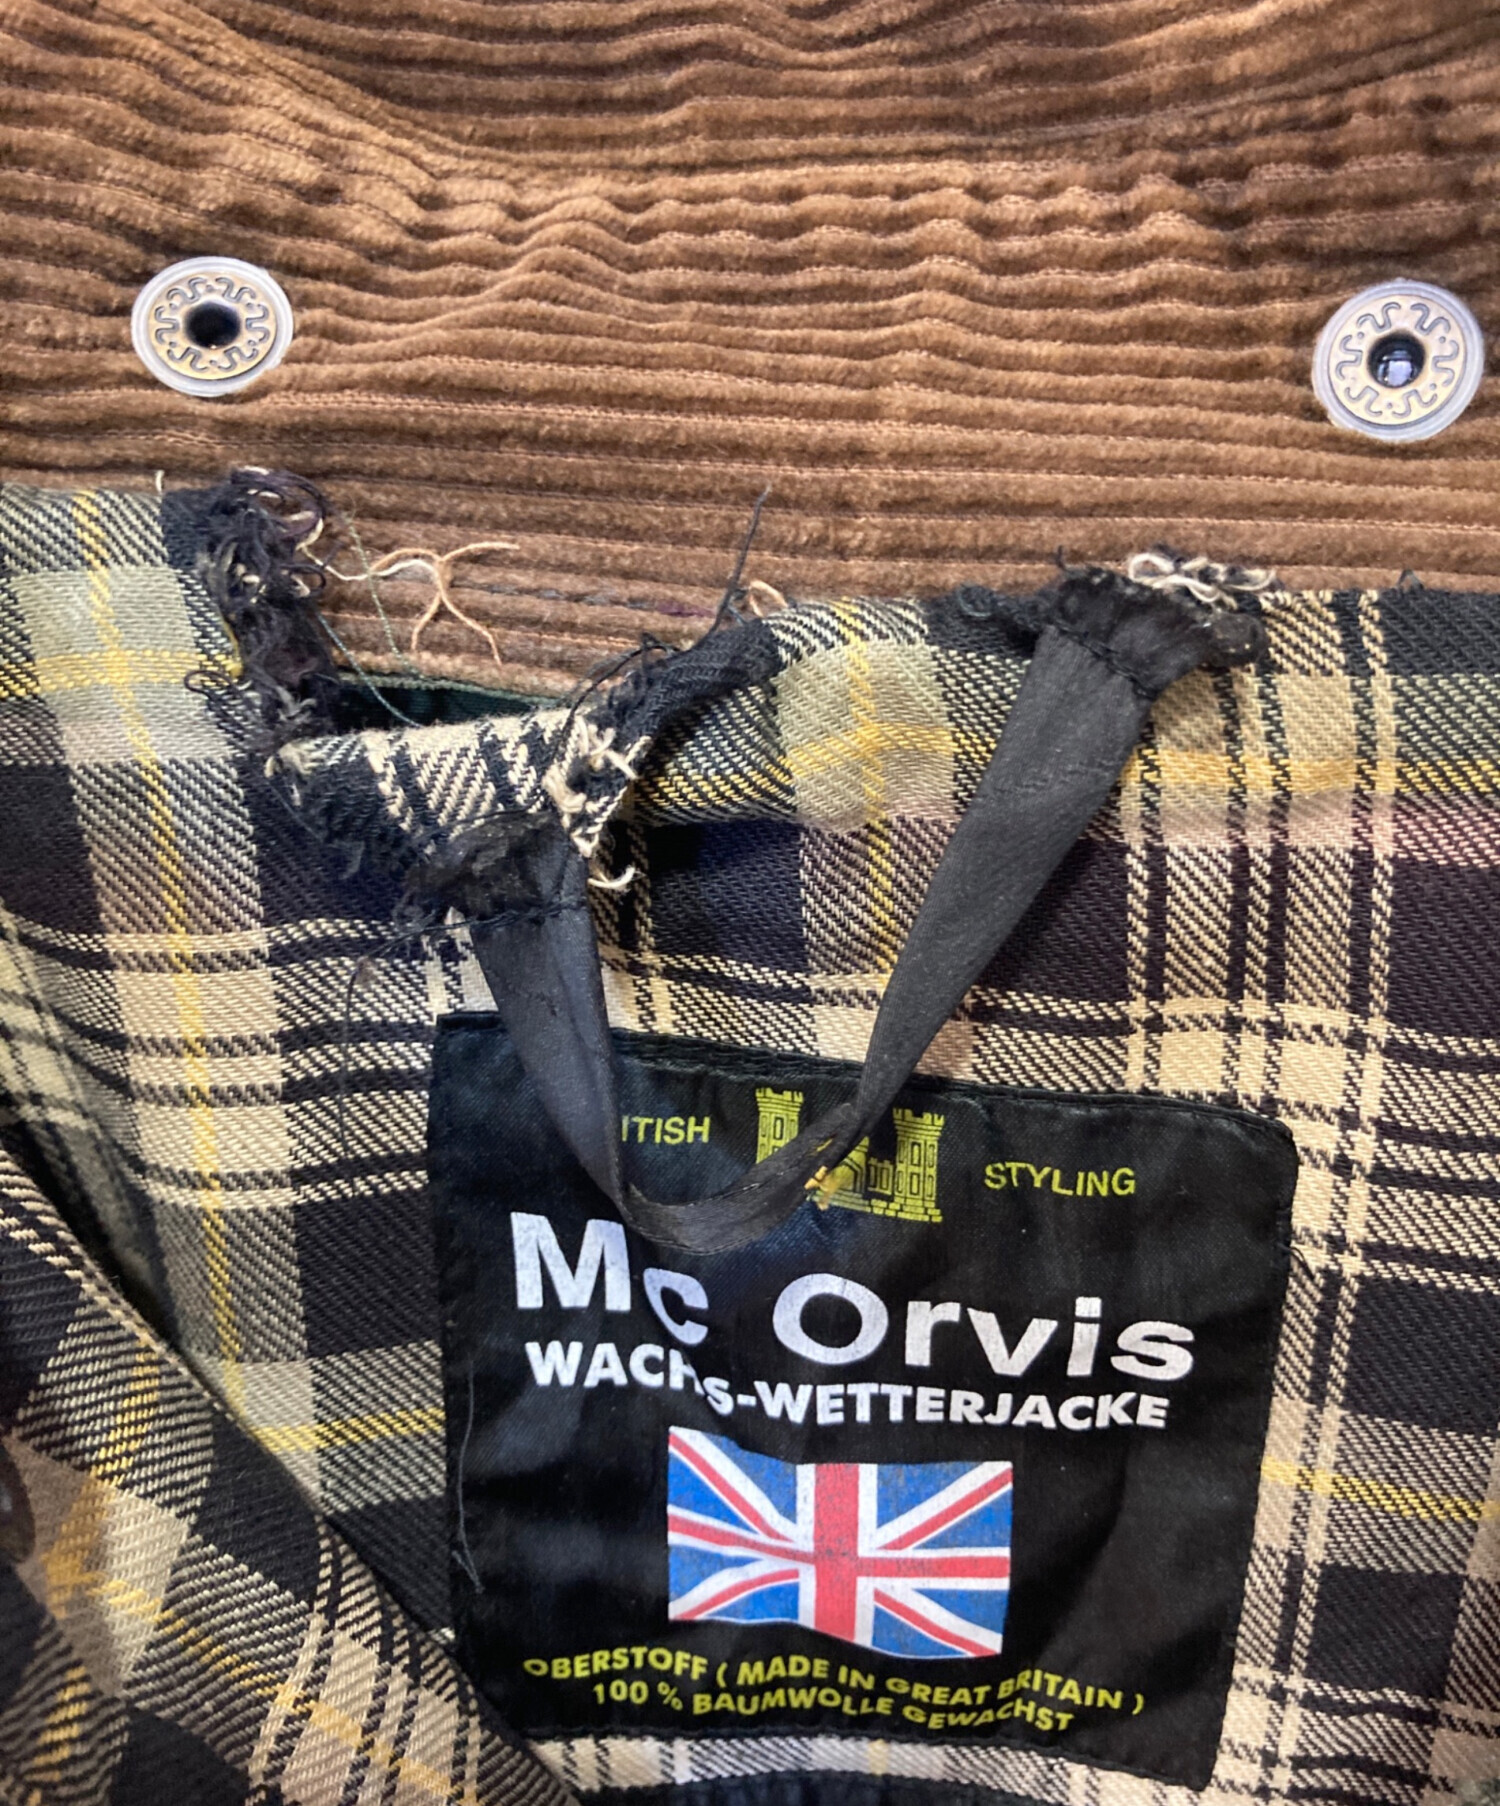 ITISH STYLING
Mc Orvis
WACHS-WETTERJACKE
OBERSTOFF ( MADE IN GREAT BRITAIN )
100 % BAUMWOLLE GEWACHST